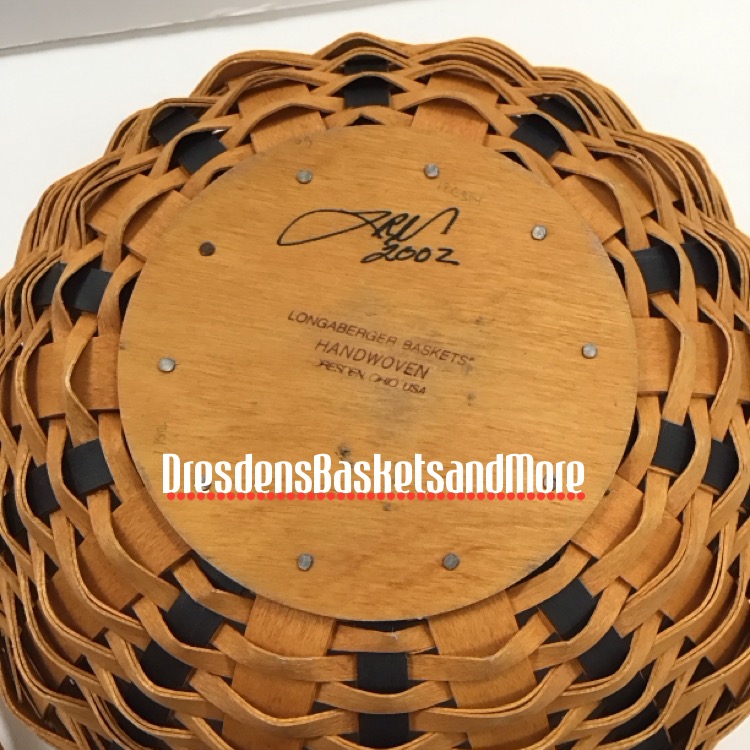 2002
LONGABERGER BASKETS®
HANDWOVEN
DRESDEN, OHIO USA
DresdensBasketsandMore